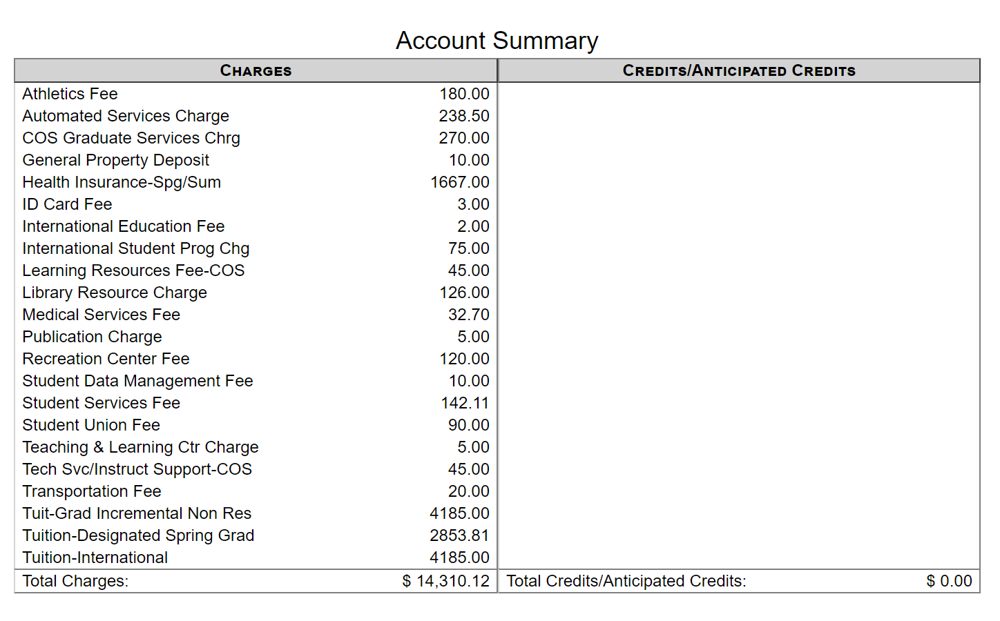 Account Summary
Charges Credits/Anticipated Credits
Athletics Fee 180.00
Automated Services Charge 238.50
COS Graduate Services Chrg 270.00
General Property Deposit 10.00
Health Insurance-Spg/Sum 1667.00
ID Card Fee 3.00
International Education Fee 2.00
International Student Prog Chg 75.00
Learning Resources Fee-COS 45.00
Library Resource Charge 126.00
Medical Services Fee 32.70
Publication Charge 5.00
Recreation Center Fee 120.00
Student Data Management Fee 10.00
Student Services Fee 142.11
Student Union Fee 90.00
Teaching & Learning Ctr Charge 5.00
Tech Svc/Instruct Support-COS 45.00
Transportation Fee 20.00
Tuit-Grad Incremental Non Res 4185.00
Tuition-Designated Spring Grad 2853.81
Tuition-International 4185.00
Total Charges: $ 14,310.12 Total Credits/Anticipated Credits: $ 0.00